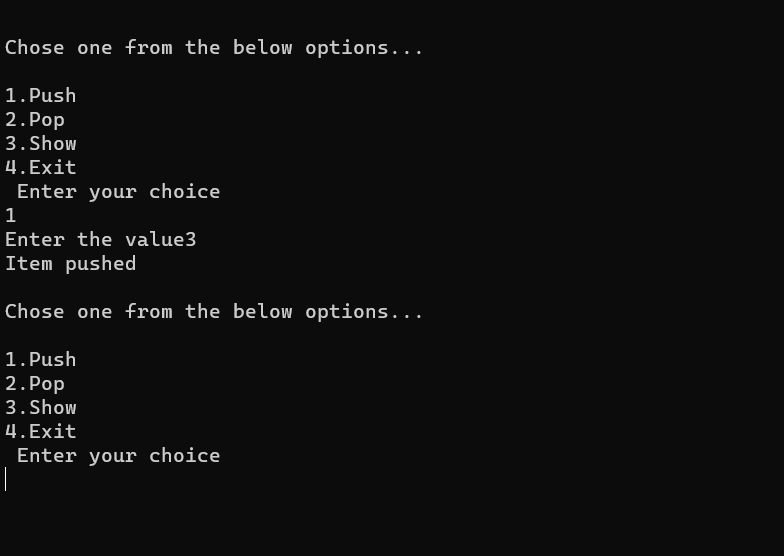 Chose one from the below options...
1.Push
2.Pop
3.Show
4.Exit
Enter your choice
1
Enter the value3
Item pushed
Chose one from the below options...
1.Push
2.Pop
3.Show
4.Exit
Enter your choice